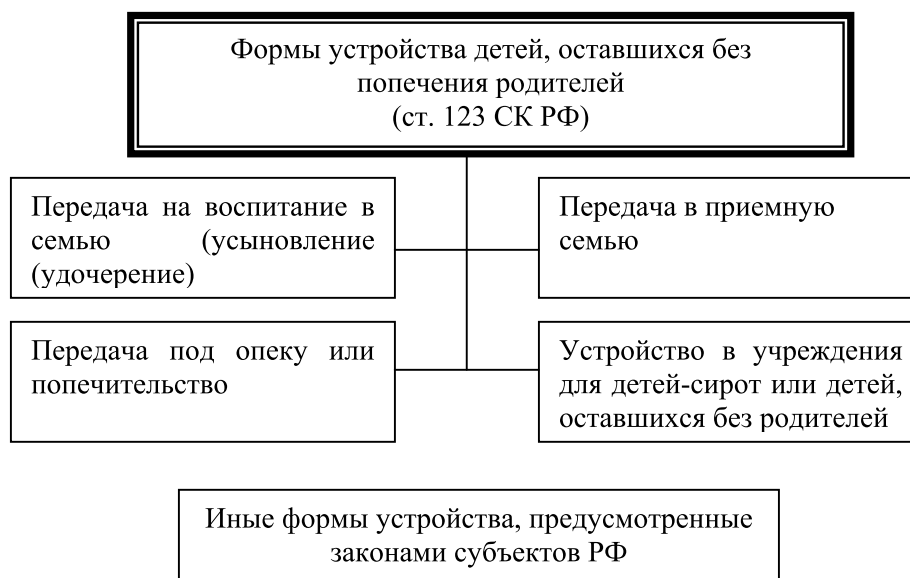 Формы устройства детей, оставшихся без
попечения родителей
(ст. 123 СК РФ)
Передача на воспитание в
семью (усыновление
(удочерение)
Передача в приемную
семью
Передача под опеку или
попечительство
Устройство в учреждения
для детей-сирот или детей,
оставшихся без родителей
Иные формы устройства, предусмотренные
законами субъектов РФ